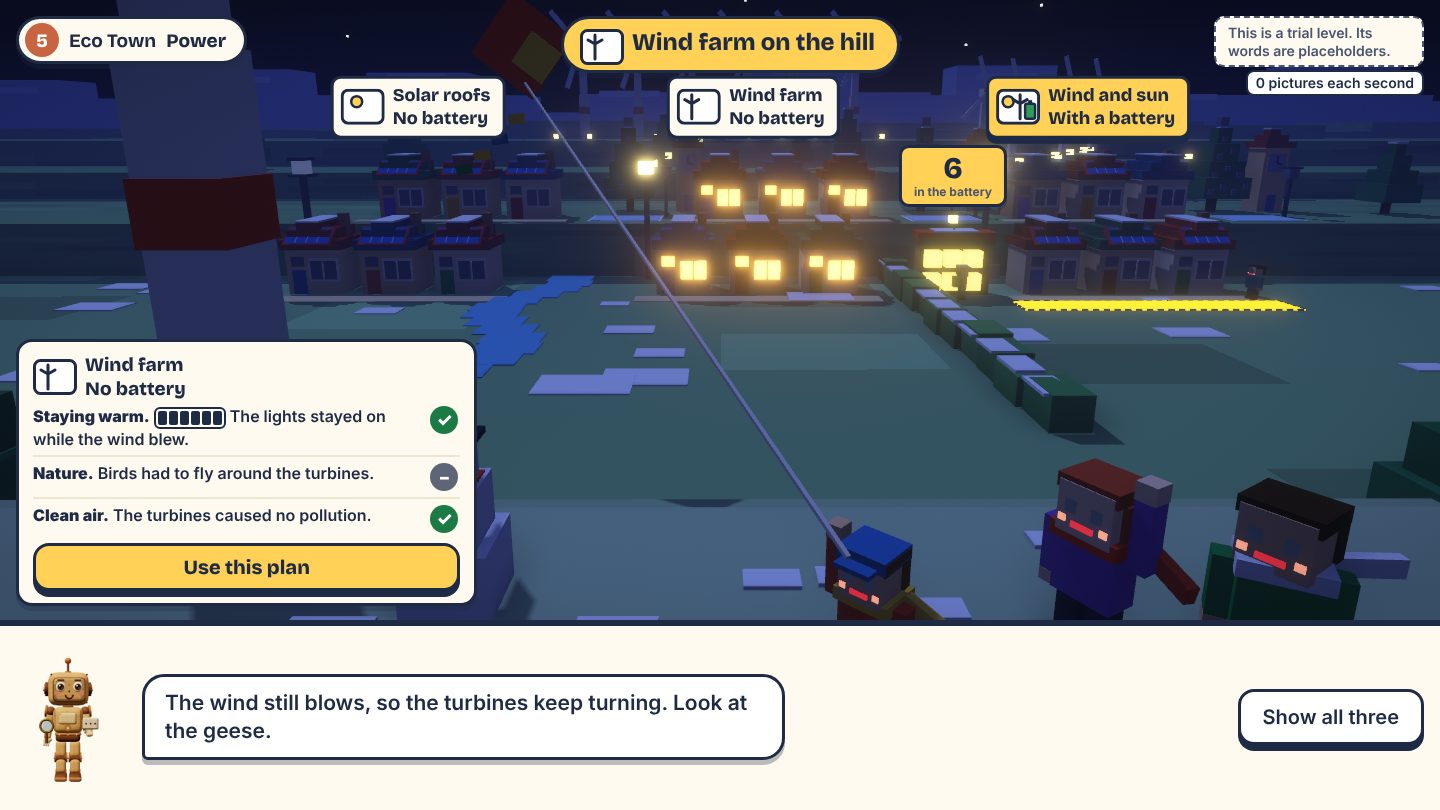 5 Eco Town Power
Wind farm on the hill
This is a trial level. Its
words are placeholders.
0 pictures each second
Solar roofs
No battery
Wind farm
No battery
Wind and sun
With a battery
6
in the battery
Wind farm
No battery
Staying warm. The lights stayed on
while the wind blew.
Nature. Birds had to fly around the turbines.
Clean air. The turbines caused no pollution.
Use this plan
The wind still blows, so the turbines keep turning. Look at
the geese.
Show all three